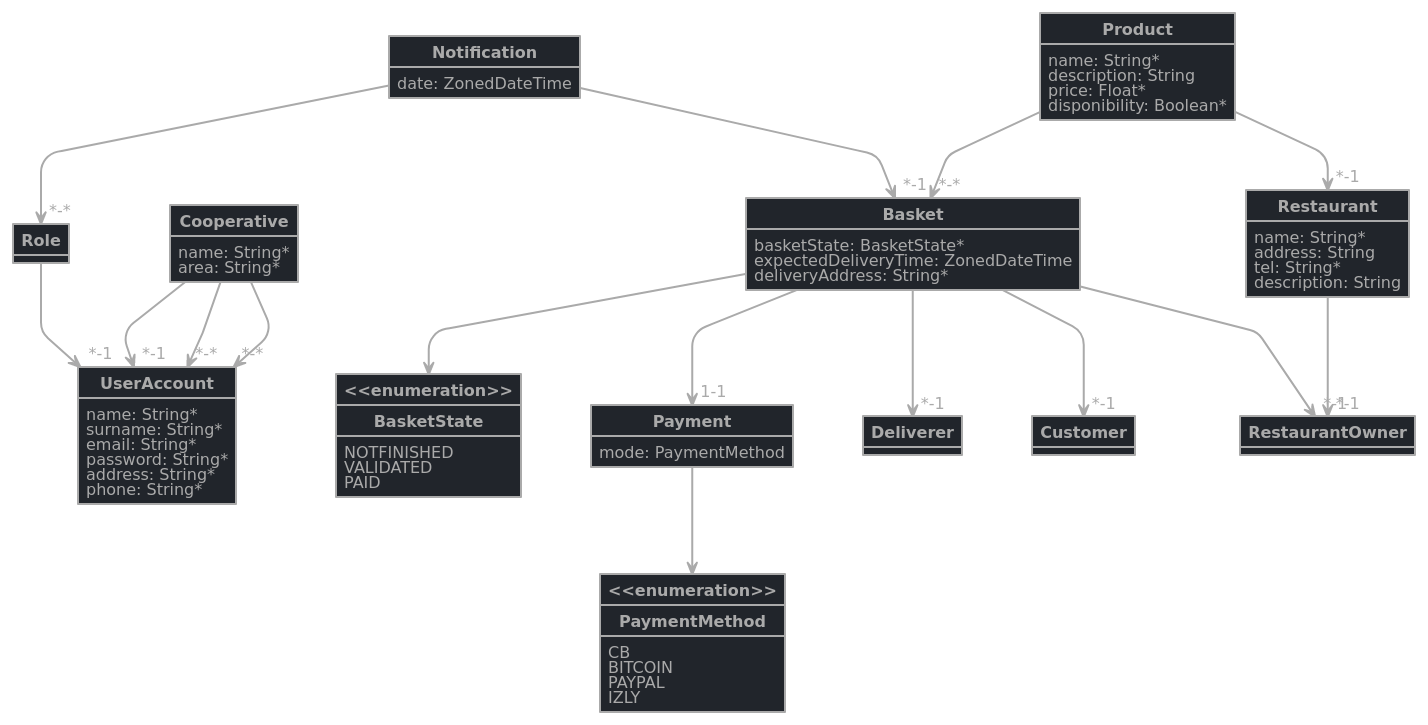 Product
name: String*
description: String
price: Float*
disponibility: Boolean*
Notification
date: ZonedDateTime
*-1
*-*
*-1
*-*
Role
Cooperative
name: String*
area: String*
Basket
basketState: BasketState*
expectedDeliveryTime: ZonedDateTime
deliveryAddress: String*
Restaurant
name: String*
address: String
tel: String*
description: String
*-1
*-1
*-*
*-*
UserAccount
name: String*
surname: String*
email: String*
password: String*
address: String*
phone: String*
<<enumeration>>
BasketState
NOTFINISHED
VALIDATED
PAID
1-1
Payment
mode: PaymentMethod
*-1
Deliverer
*-1
Customer
*-1
RestaurantOwner
<<enumeration>>
PaymentMethod
CB
BITCOIN
PAYPAL
IZLY